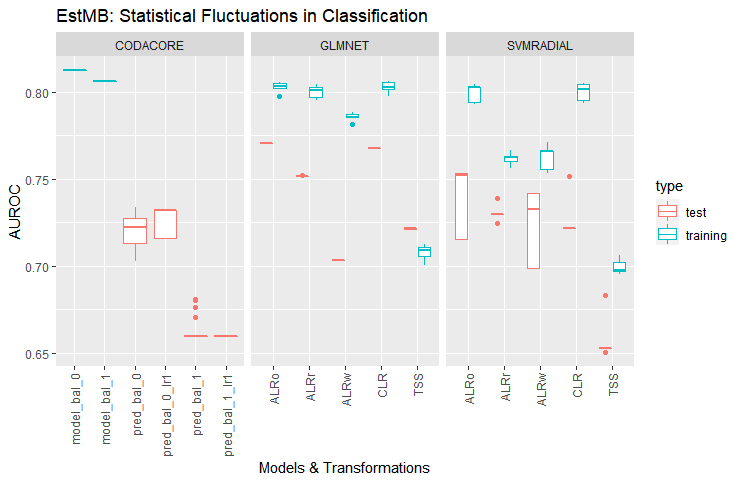 EstMB: Statistical Fluctuations in Classification
CODACORE
GLMNET
SVMRADIAL
AUROC
0.80
0.75
0.70
0.65
model_bal_0
model_bal_1
pred_bal_0
pred_bal_0_lr1
pred_bal_1
pred_bal_1_lr1
ALRo
ALRr
ALRw
CLR
TSS
ALRo
ALRr
ALRw
CLR
TSS
Models & Transformations
type
test
training